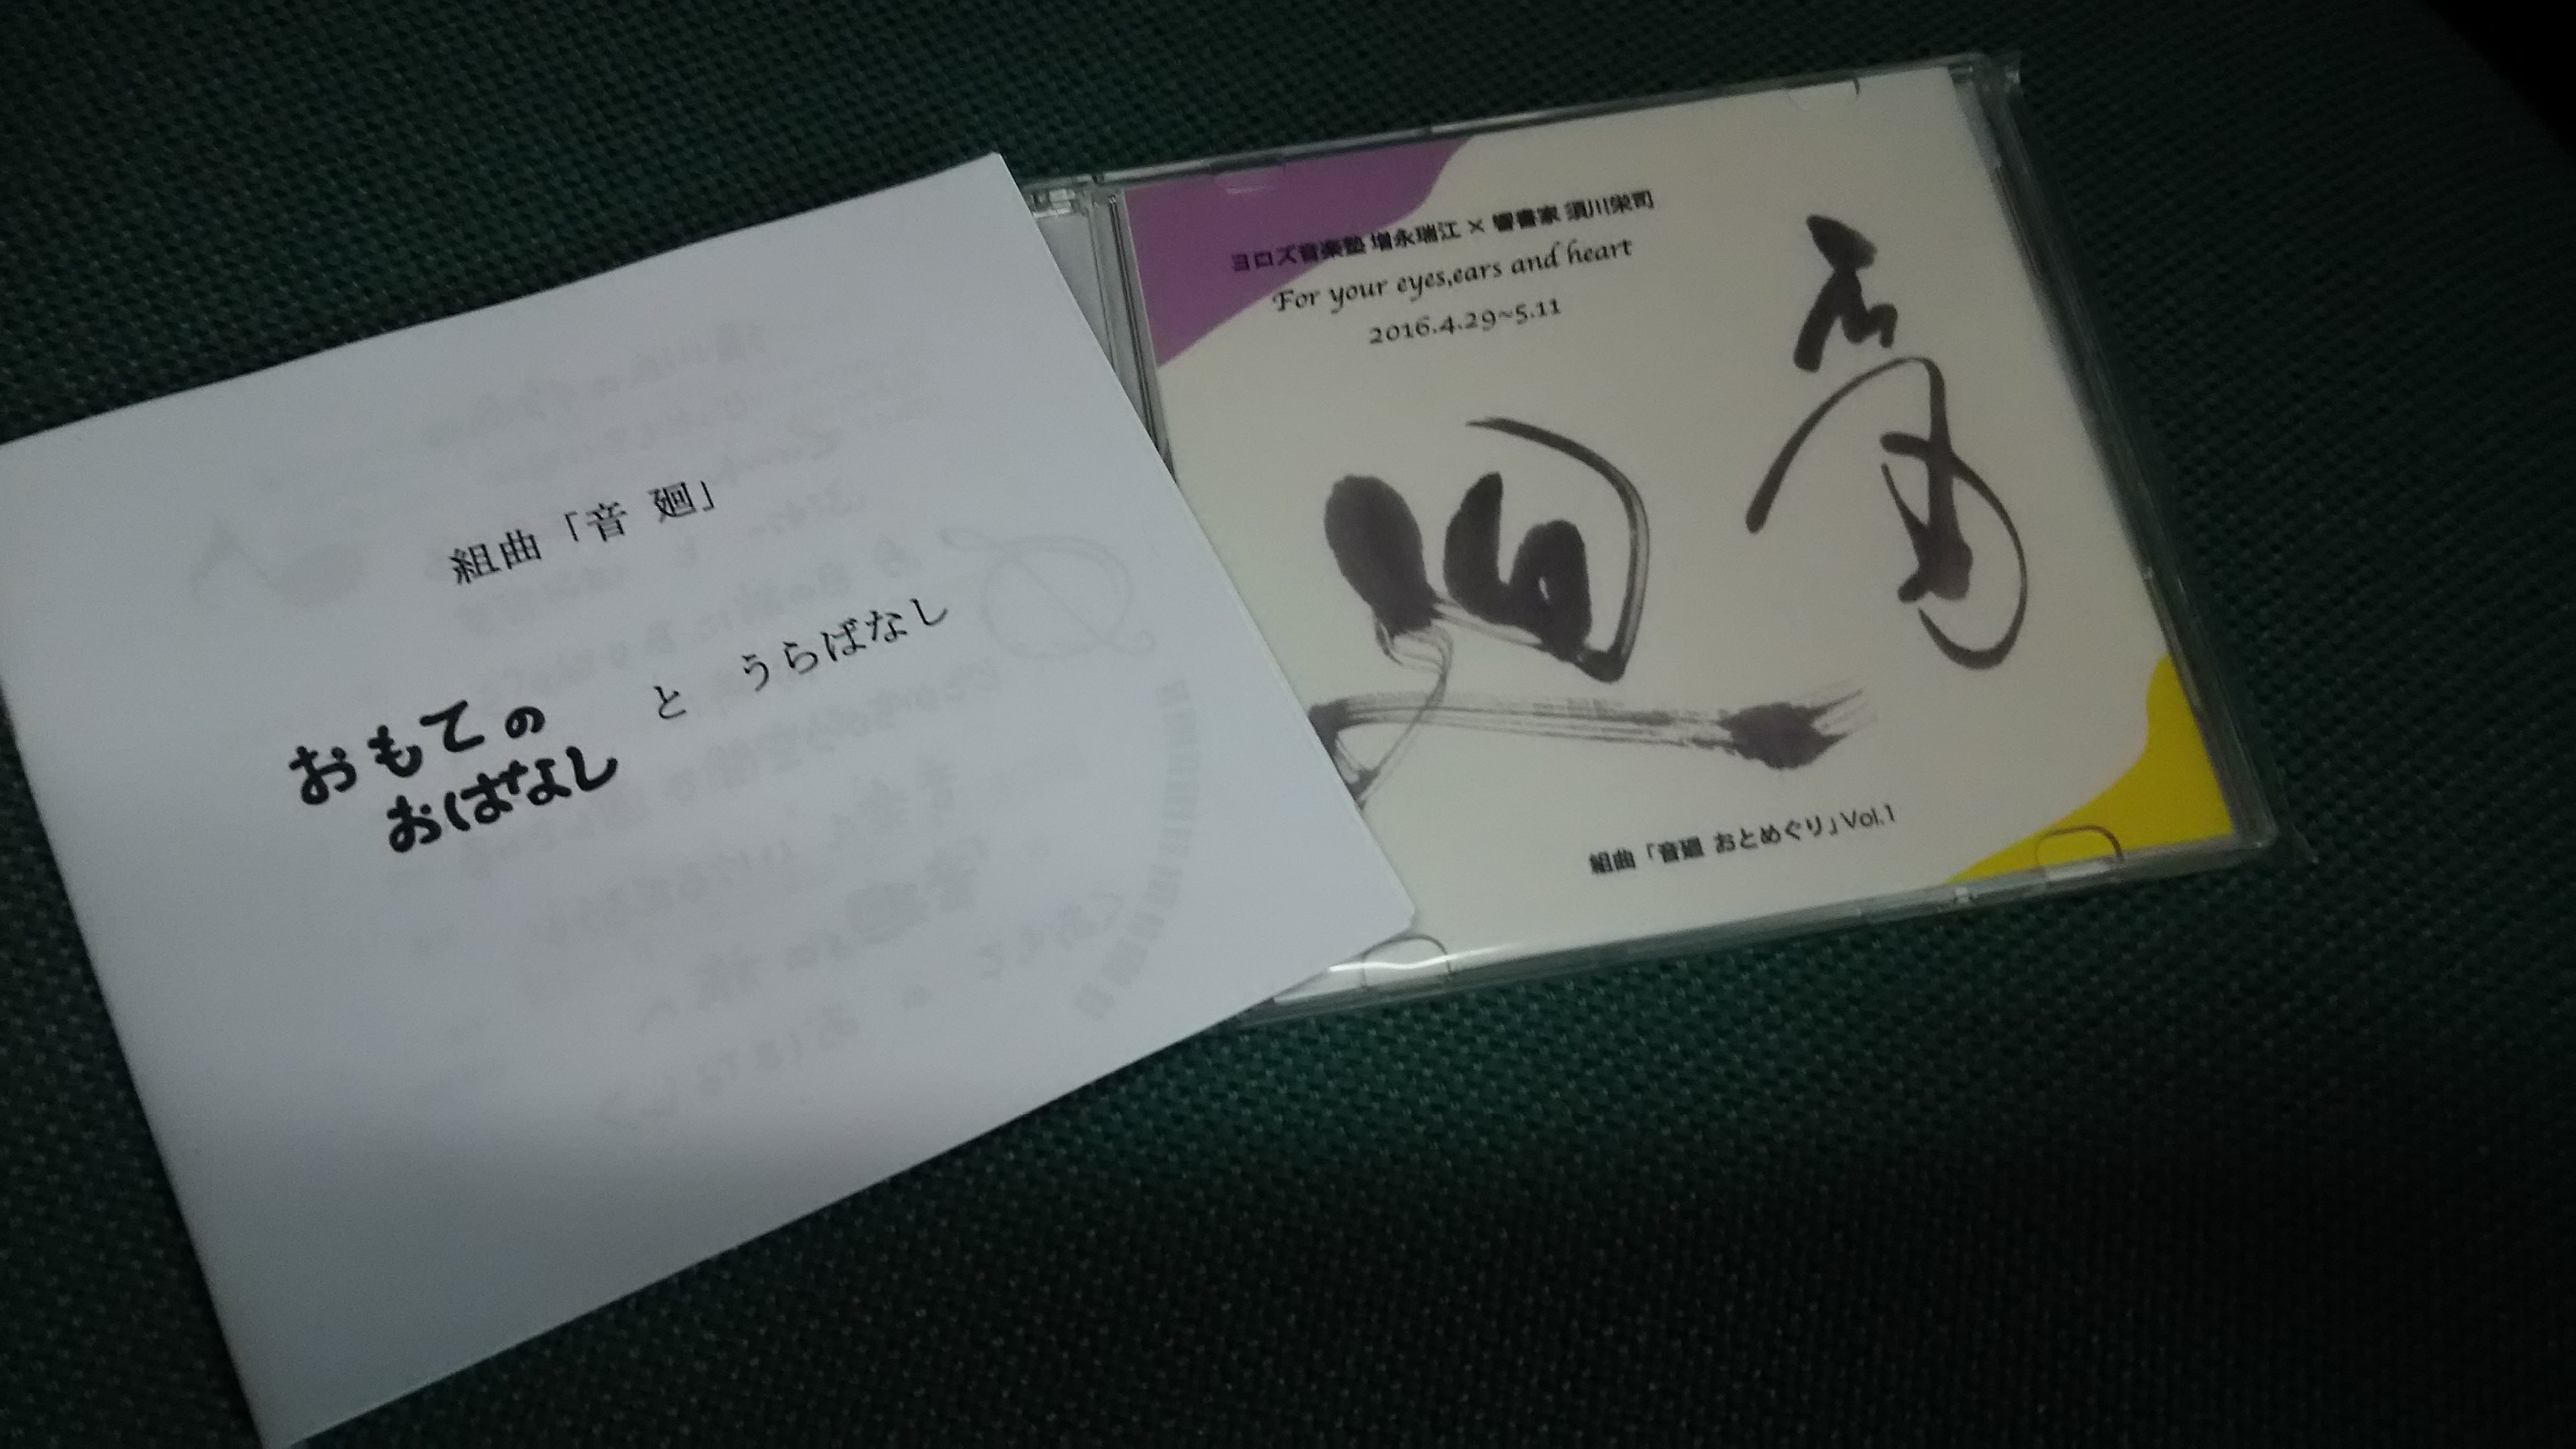 組曲「音 廻」
おもての
おはなし
と うらばなし
ヨロズ音楽塾 増永瑞江 × 響書家 須川栄司
For your eyes,ears and heart
2016.4.29~5.11
音
廻
組曲「音廻 おとめぐり」Vol.1